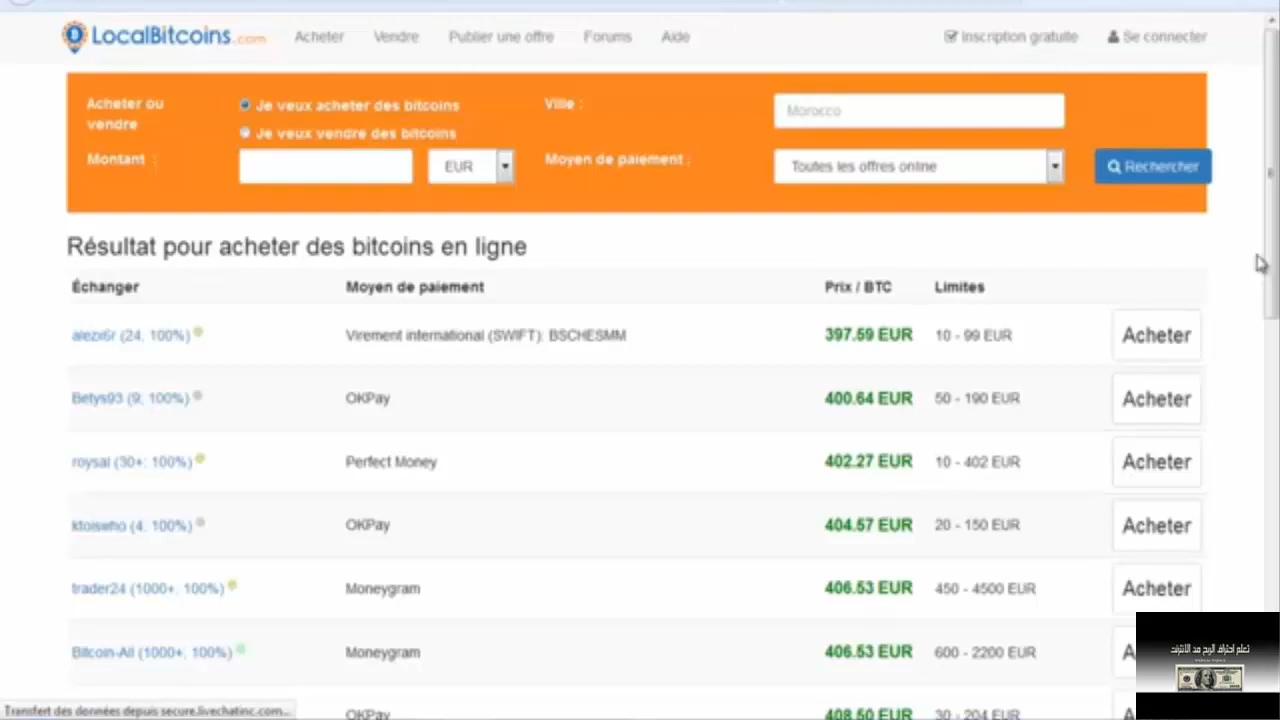 LocalBitcoins.com Acheter Vendre Publier une offre Forums Aide Inscription gratuite Se connecter
Acheter ou vendre
Je veux acheter des bitcoins
Je veux vendre des bitcoins
Ville :
Morocco
Montant :
EUR
Moyen de paiement :
Toutes les offres online
Rechercher
Résultat pour acheter des bitcoins en ligne
Échanger Moyen de paiement Prix / BTC Limites
alezx6r (24; 100%) Virement international (SWIFT): BSCHESMM 397.59 EUR 10 - 99 EUR Acheter
Betys93 (9; 100%) OKPay 400.64 EUR 50 - 190 EUR Acheter
roysal (30+; 100%) Perfect Money 402.27 EUR 10 - 402 EUR Acheter
ktoiswho (4; 100%) OKPay 404.57 EUR 20 - 150 EUR Acheter
trader24 (1000+; 100%) Moneygram 406.53 EUR 450 - 4500 EUR Acheter
Bitcoin-All (1000+; 100%) Moneygram 406.53 EUR 600 - 2200 EUR A
OKPay 408.50 EUR 30 - 204 EUR A
Transfert des données depuis secure.livechatinc.com...
تعلم احتراف الربح من الانترنت